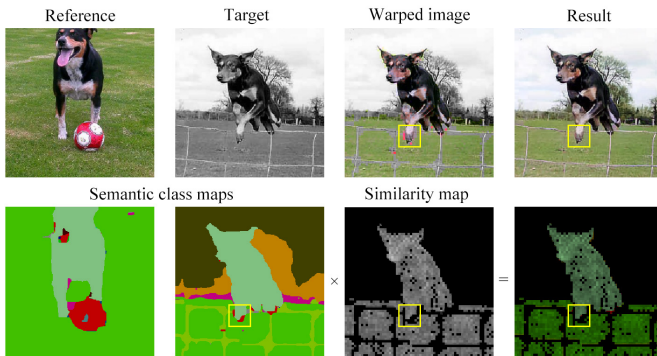 Reference Target Warped image Result
Semantic class maps Similarity map
× =